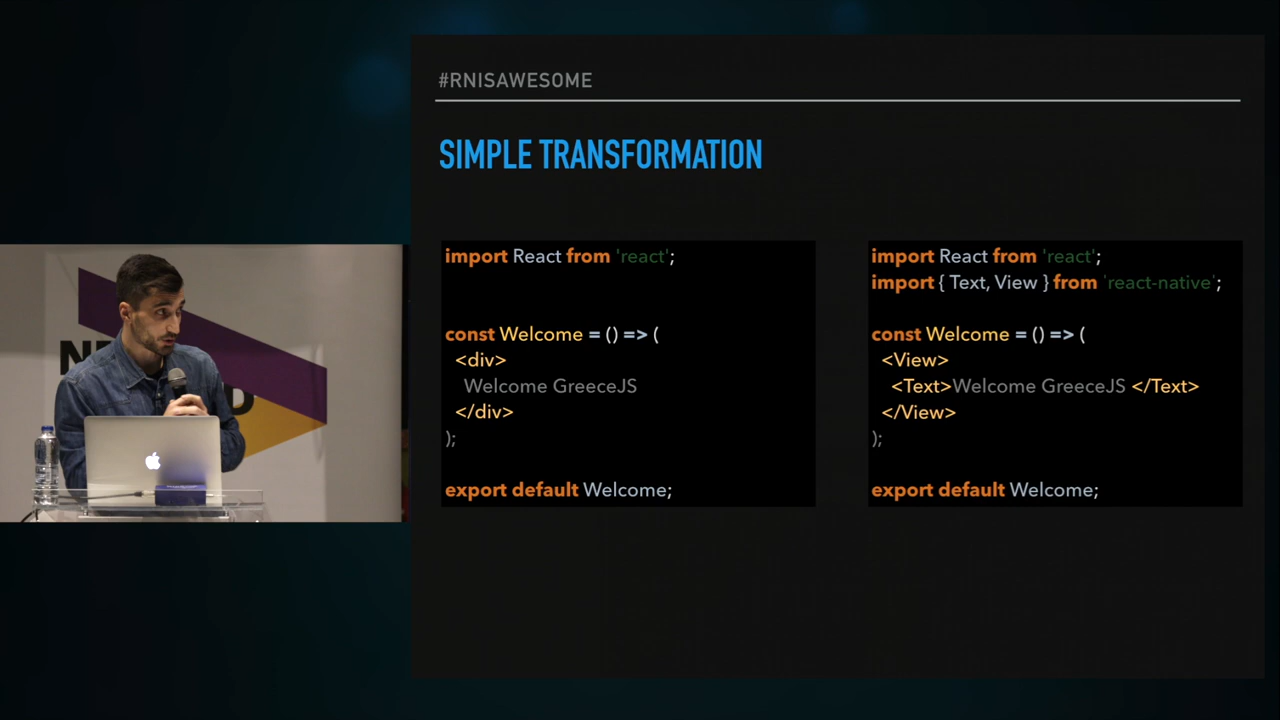 #RNISAWESOME
SIMPLE TRANSFORMATION
import React from 'react';
const Welcome = () => (
<div>
Welcome GreeceJS
</div>
);
export default Welcome;
import React from 'react';
import { Text, View } from 'react-native';
const Welcome = () => (
<View>
<Text>Welcome GreeceJS </Text>
</View>
);
export default Welcome;